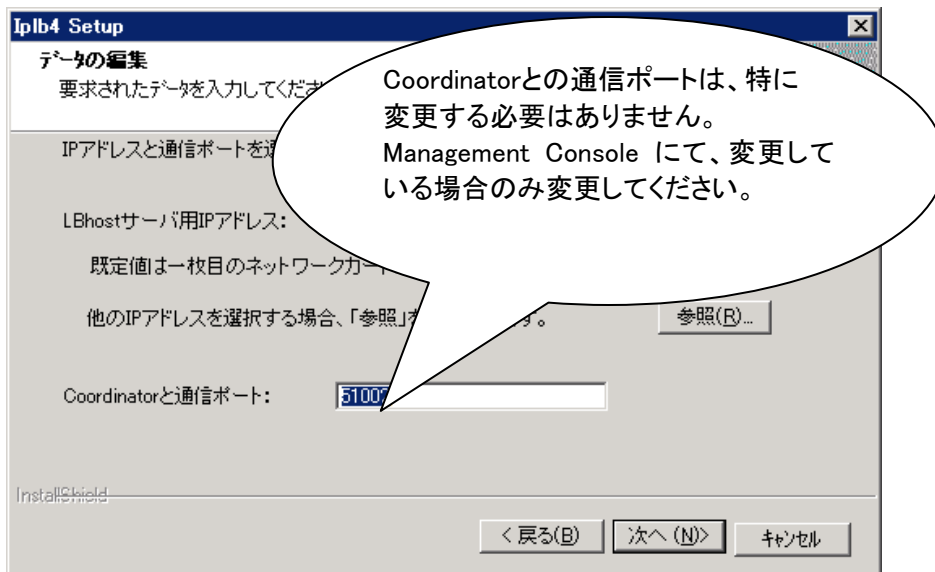 Iplb4 Setup
データの編集
要求されたデータを入力してくださ
Coordinatorとの通信ポートは、特に
変更する必要はありません。
Management Console にて、変更して
いる場合のみ変更してください。
IPアドレスと通信ポートを
LBhostサーバ用IPアドレス:
既定値は一枚目のネットワークカード
他のIPアドレスを選択する場合、「参照」
す。
参照(R)...
Coordinatorと通信ポート:
5100
InstallShield
< 戻る(B)
次へ (N)>
キャンセル